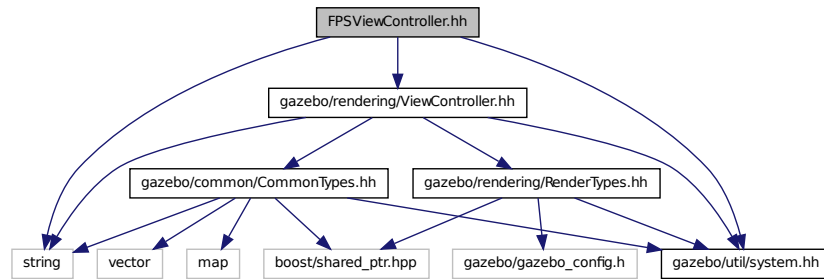 FPSViewController.hh
gazebo/rendering/ViewController.hh
gazebo/common/CommonTypes.hh
gazebo/rendering/RenderTypes.hh
string
vector
map
boost/shared_ptr.hpp
gazebo/gazebo_config.h
gazebo/util/system.hh